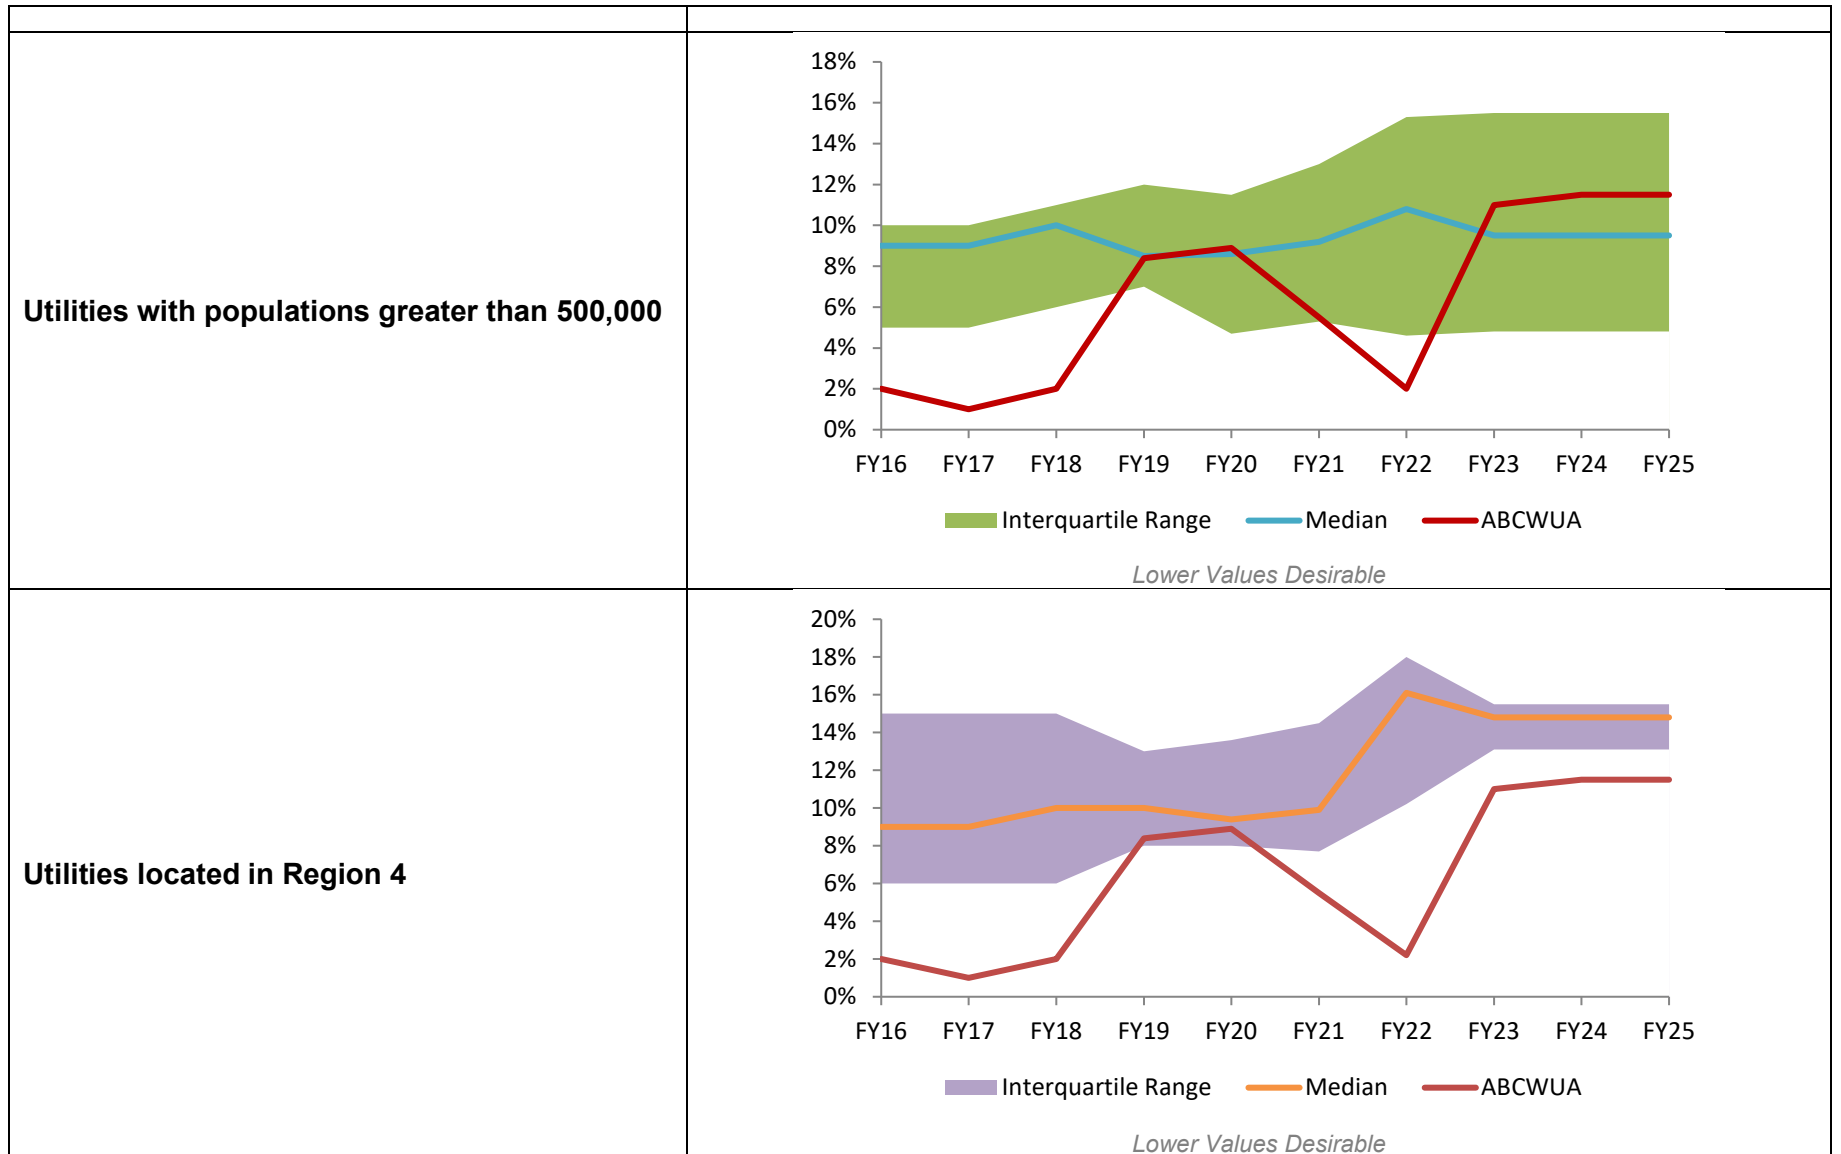 Utilities with populations greater than 500,000
18%
16%
14%
12%
10%
8%
6%
4%
2%
0%
FY16 FY17 FY18 FY19 FY20 FY21 FY22 FY23 FY24 FY25
Interquartile Range Median ABCWUA
Lower Values Desirable
Utilities located in Region 4
20%
18%
16%
14%
12%
10%
8%
6%
4%
2%
0%
FY16 FY17 FY18 FY19 FY20 FY21 FY22 FY23 FY24 FY25
Interquartile Range Median ABCWUA
Lower Values Desirable